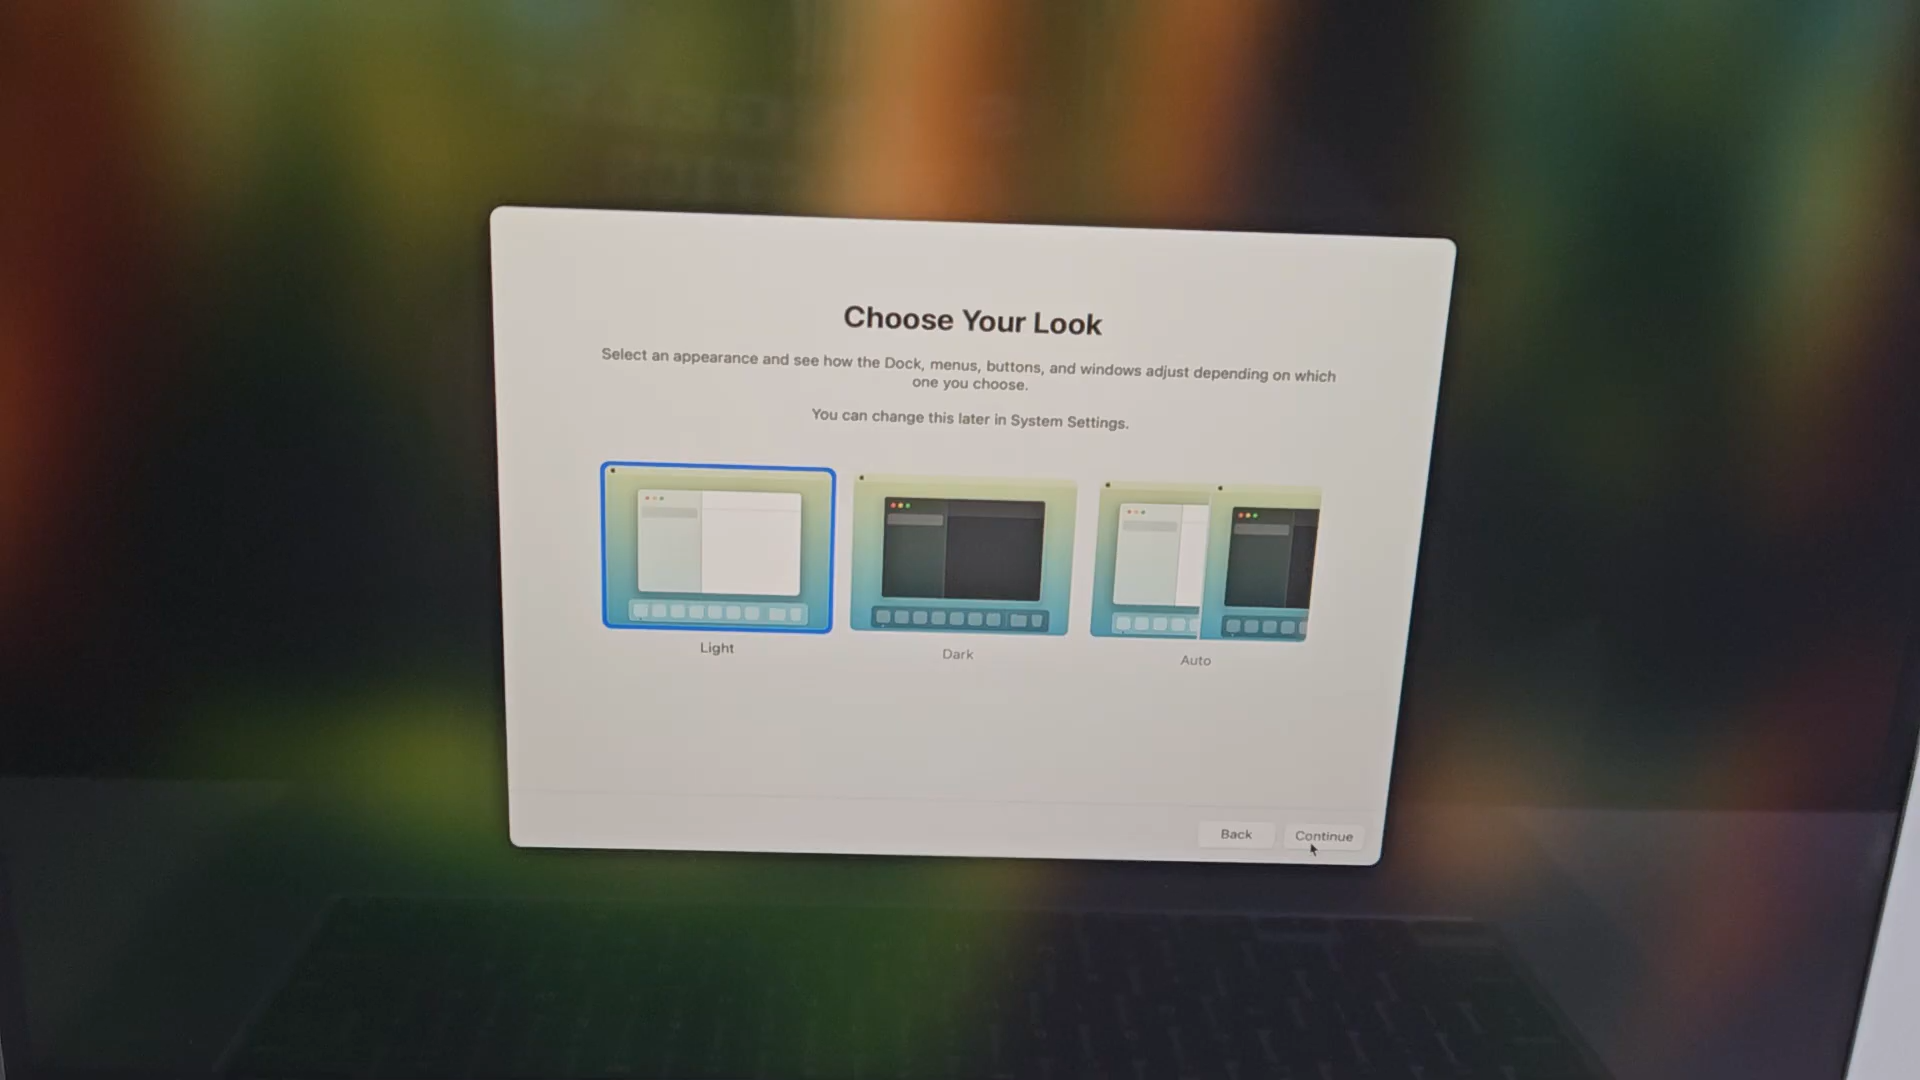 Choose Your Look
Select an appearance and see how the Dock, menus, buttons, and windows adjust depending on which
one you choose.
You can change this later in System Settings.
Light
Dark
Auto
Back
Continue